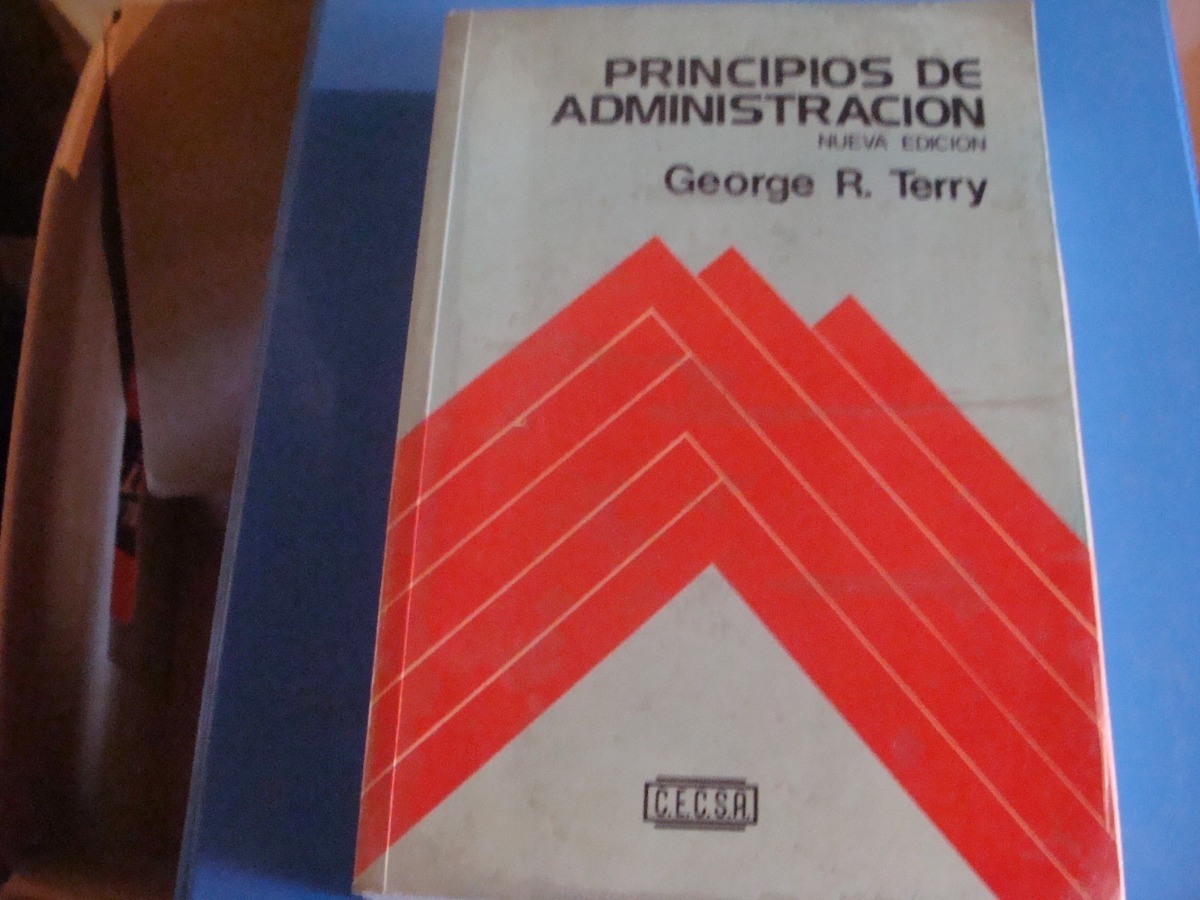 PRINCIPIOS DE
ADMINISTRACION
NUEVA EDICION
George R. Terry
C.E.C.S.A.